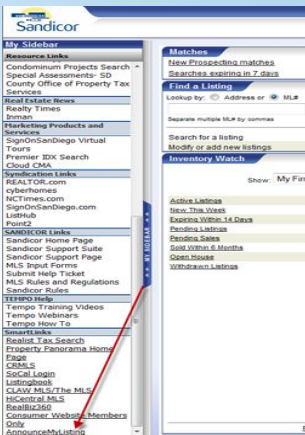 Sandicor
My Sidebar
Resource Links
Condominum Projects Search
Special Assessments- SD
County Office of Property Tax
Services
Real Estate News
Realty Times
Inman
Marketing Products and
Services
SignOnSanDiego Virtual
Tours
Premier IDX Search
Cloud CMA
Syndication Links
REALTOR.com
cyberhomes
NCTimes.com
SignOnSanDiego.com
ListHub
Point2
SANDICOR Links
Sandicor Home Page
Sandicor Support Suite
Sandicor Support Page
MLS Input Forms
Submit Help Ticket
MLS Rules and Regulations
Sandicor Rules
TEMPO Help
Tempo Training Videos
Tempo Webinars
Tempo How To
SmartLinks
Realist Tax Search
Property Panorama Home
Page
CRMLS
SoCal Login
Listingbook
CLAW MLS/The MLS
HiCentral MLS
RealBiz360
Consumer Website Members
Only
AnnounceMyListing
MY SIDEBAR
Matches
New Prospecting matches
Searches expiring in 7 days
Find a Listing
Lookup by: Address or ML#
Separate multiple ML# by commas
Search for a listing
Modify or add new listings
Inventory Watch
Show: My Fir
Active Listings
New This Week
Expiring Within 14 Days
Pending Listings
Pending Sales
Sold Within 6 Months
Open House
Withdrawn Listings